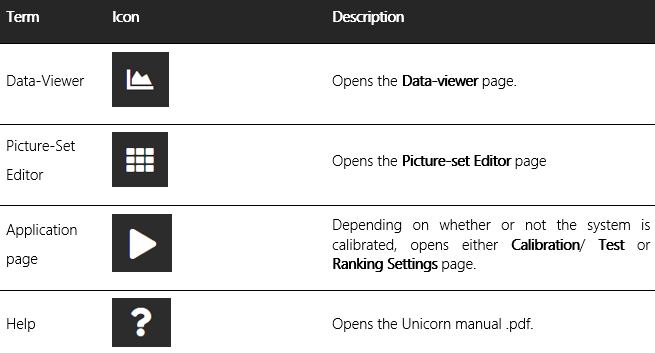 Term Icon Description
Data-Viewer Opens the Data-viewer page.
Picture-Set
Editor
Opens the Picture-set Editor page
Application
page
Depending on whether or not the system is
calibrated, opens either Calibration/ Test or
Ranking Settings page.
Help ? Opens the Unicorn manual .pdf.